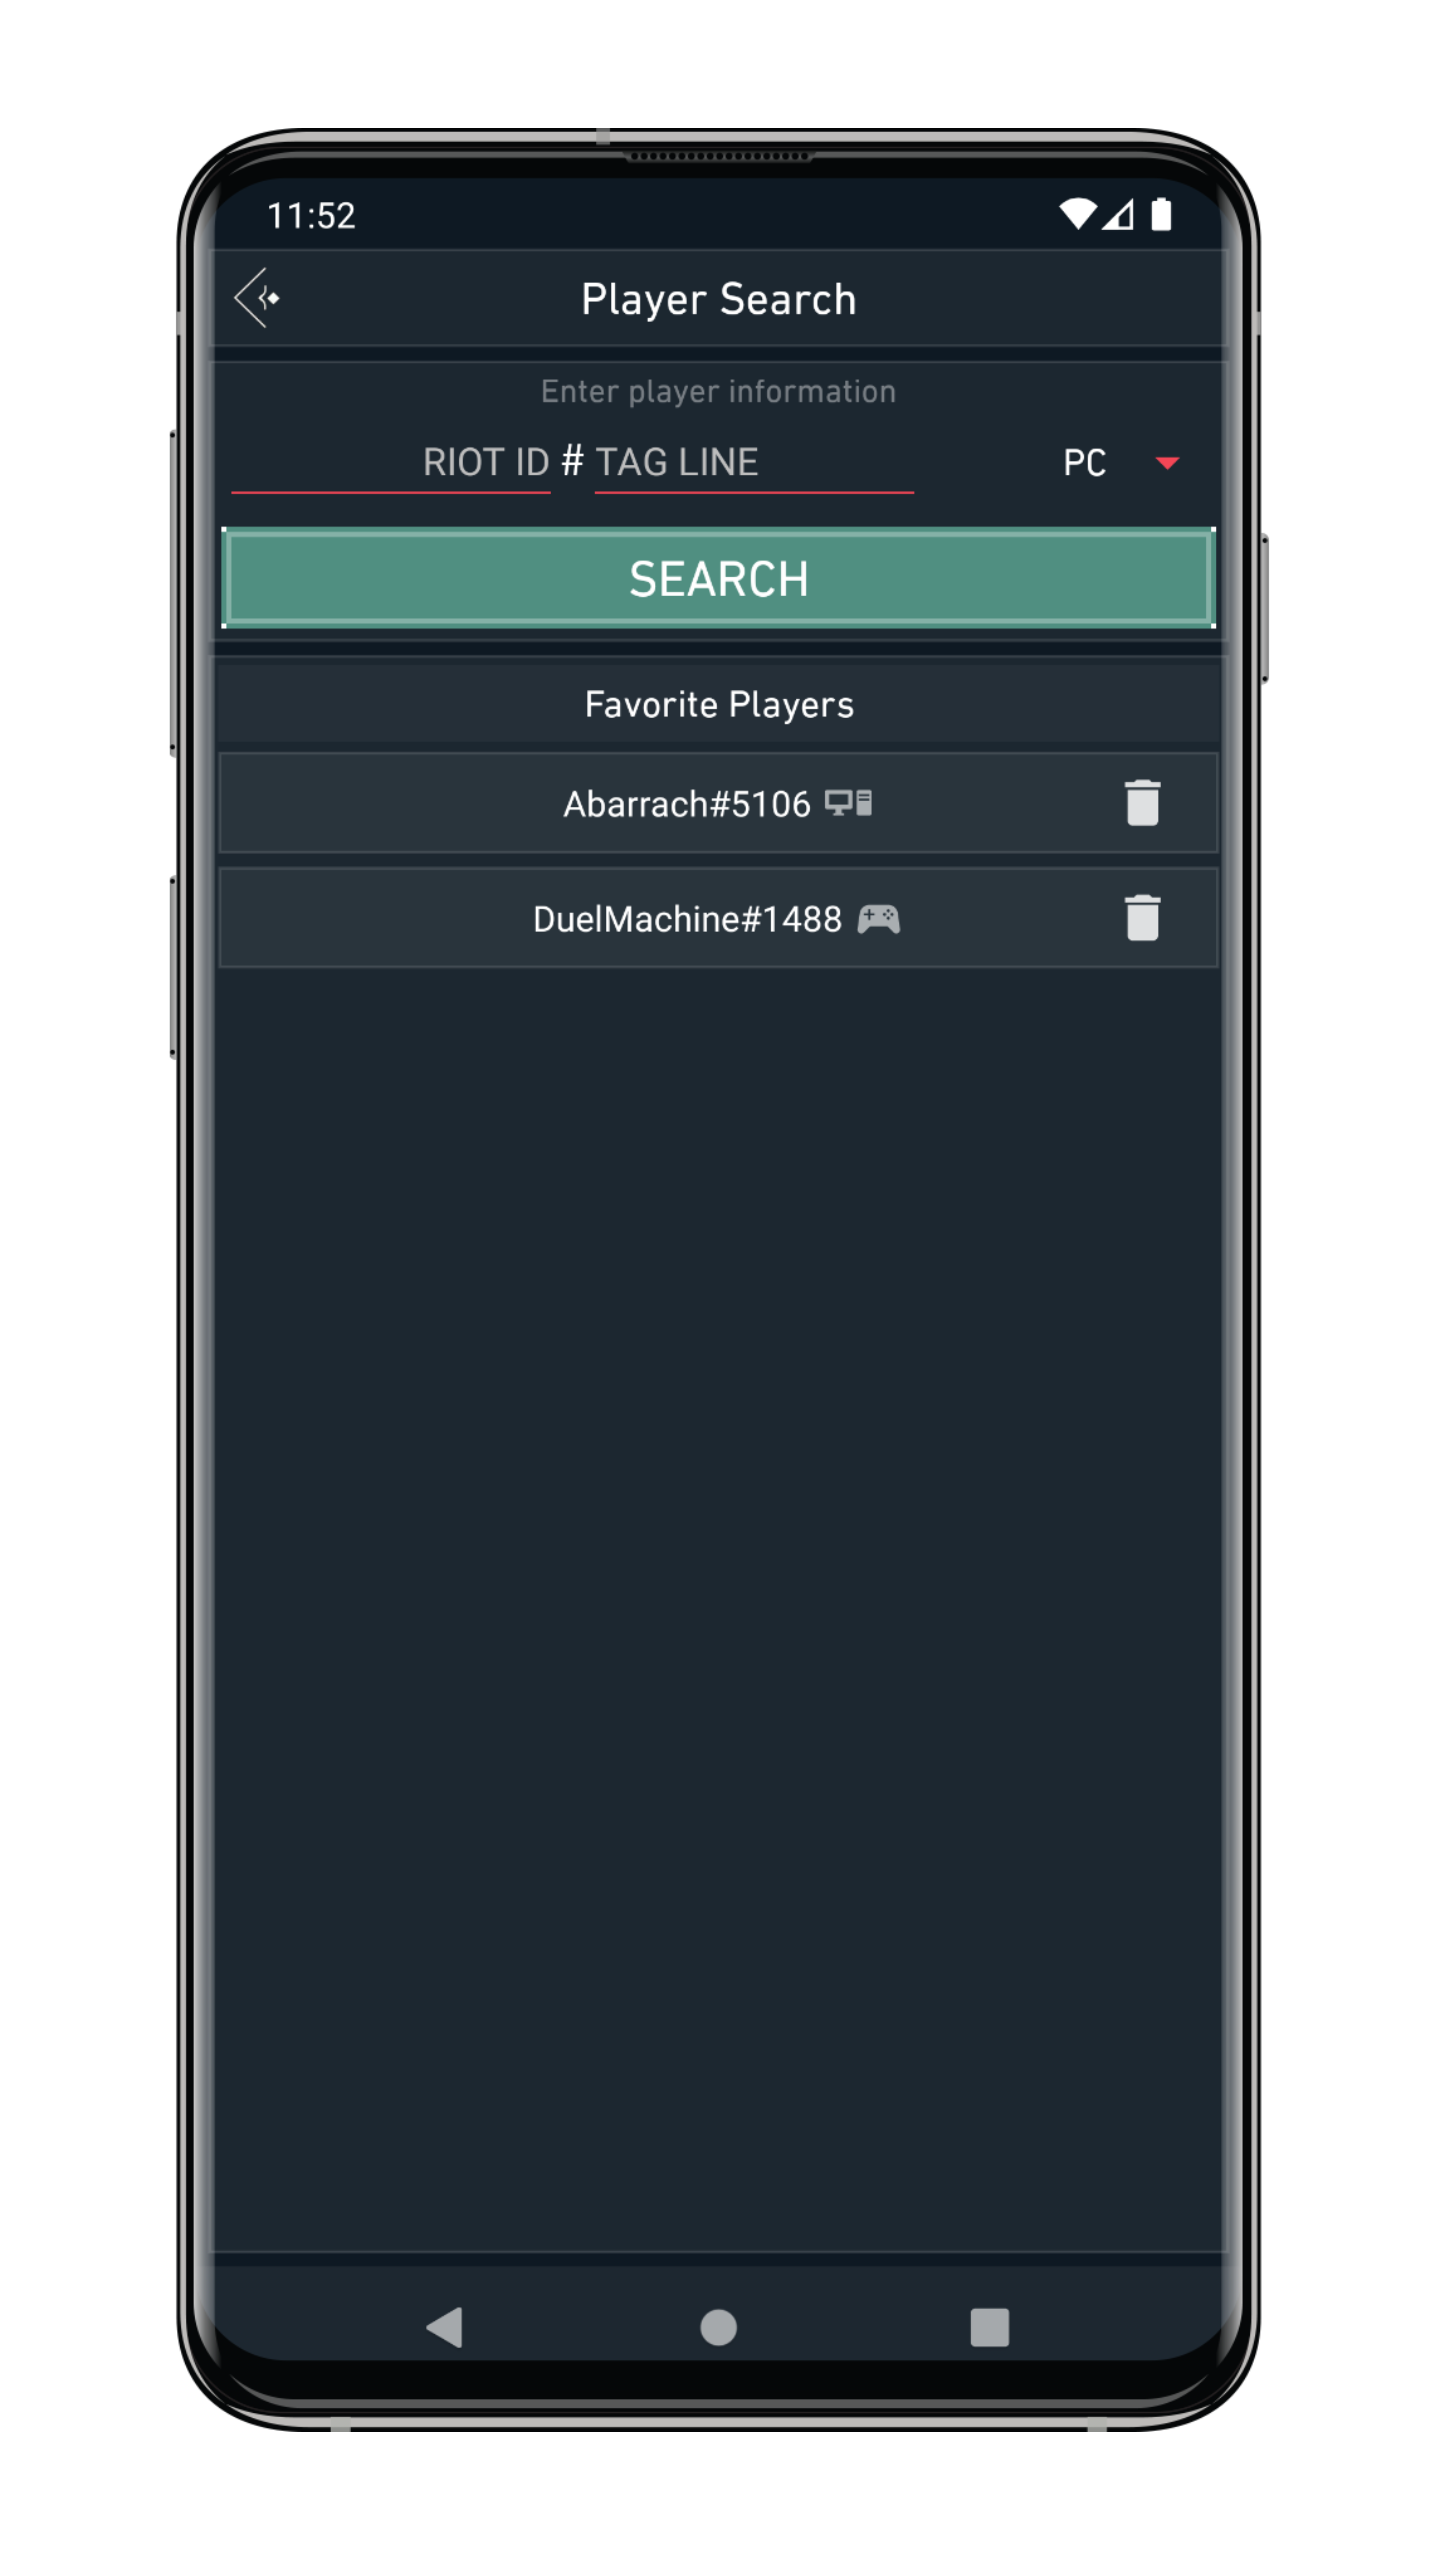 11:52
Player Search
Enter player information
RIOT ID # TAG LINE PC
SEARCH
Favorite Players
Abarrach#5106
DuelMachine#1488